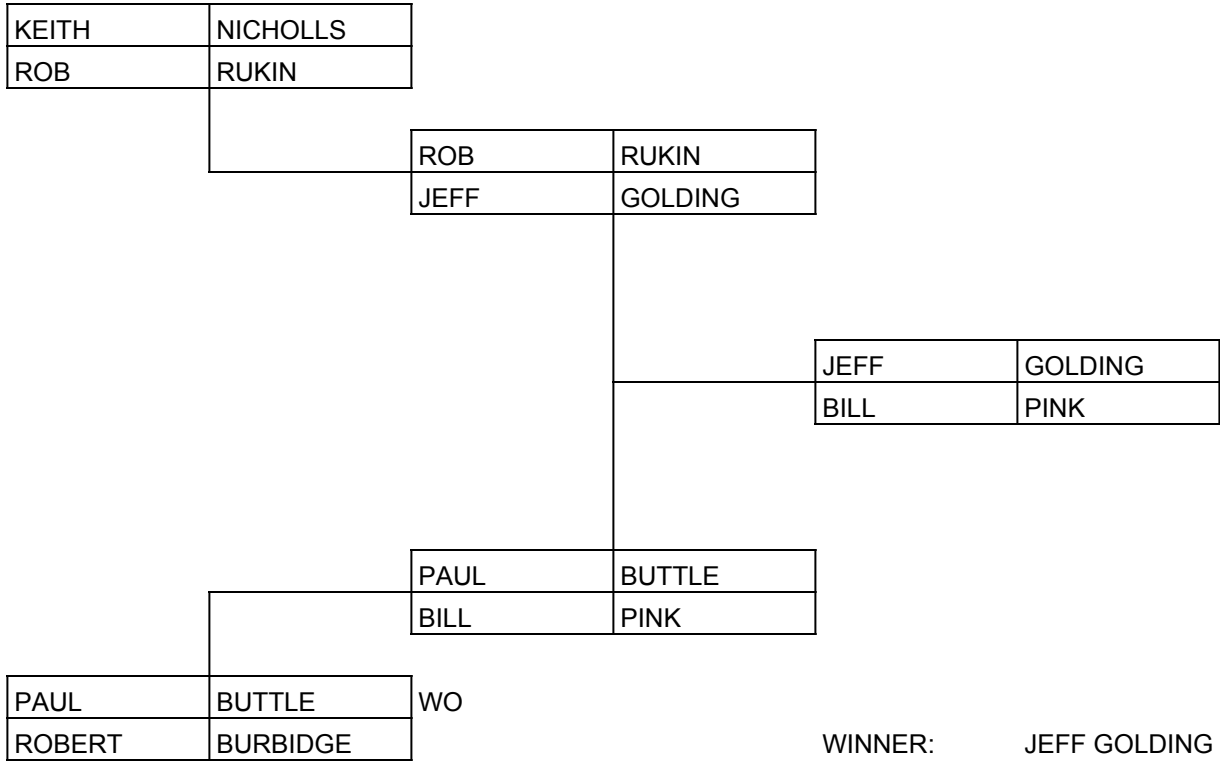 KEITH NICHOLLS
ROB RUKIN
ROB RUKIN
JEFF GOLDING
JEFF GOLDING
BILL PINK
PAUL BUTTLE
BILL PINK
PAUL BUTTLE WO
ROBERT BURBIDGE
WINNER: JEFF GOLDING